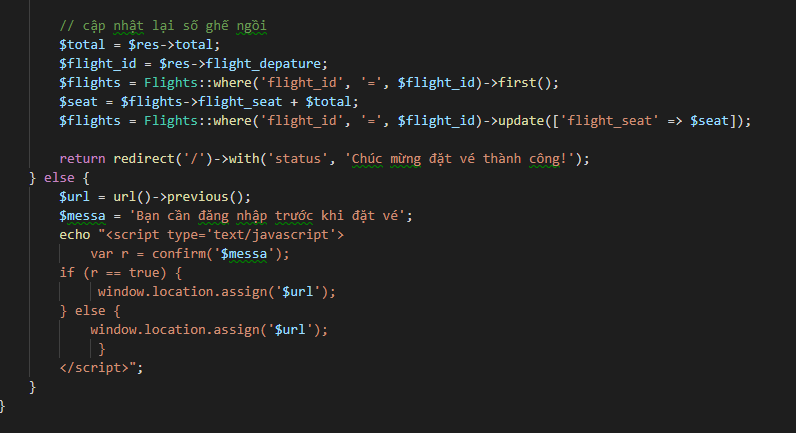 // cập nhật lại số ghế ngồi
$total = $res->total;
$flight_id = $res->flight_depature;
$flights = Flights::where('flight_id', '=', $flight_id)->first();
$seat = $flights->flight_seat + $total;
$flights = Flights::where('flight_id', '=', $flight_id)->update(['flight_seat' => $seat]);
return redirect('/')->with('status', 'Chúc mừng đặt vé thành công!');
} else {
$url = url()->previous();
$messa = 'Bạn cần đăng nhập trước khi đặt vé';
echo "<script type='text/javascript'>
var r = confirm('$messa');
if (r == true) {
window.location.assign('$url');
} else {
window.location.assign('$url');
}
</script>";
}
}